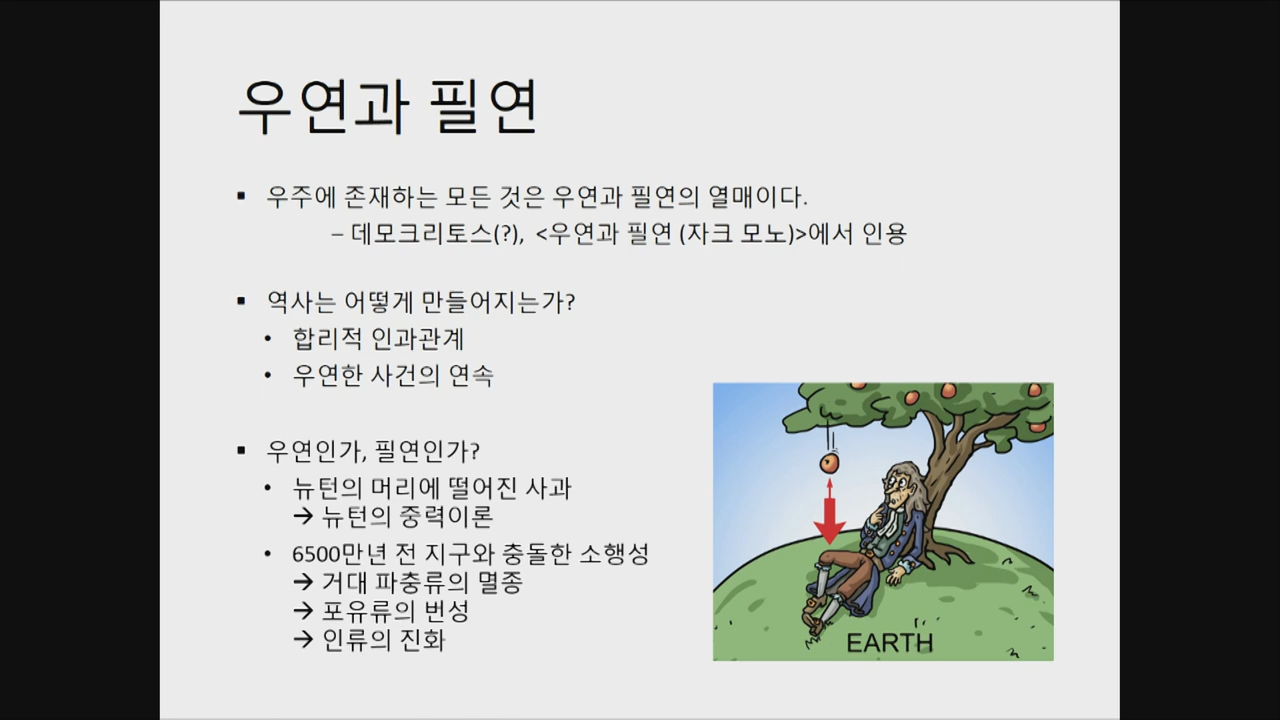 우연과 필연
▪ 우주에 존재하는 모든 것은 우연과 필연의 열매이다.
– 데모크리토스(?), <우연과 필연 (자크 모노)>에서 인용
▪ 역사는 어떻게 만들어지는가?
• 합리적 인과관계
• 우연한 사건의 연속
▪ 우연인가, 필연인가?
• 뉴턴의 머리에 떨어진 사과
→ 뉴턴의 중력이론
• 6500만년 전 지구와 충돌한 소행성
→ 거대 파충류의 멸종
→ 포유류의 번성
→ 인류의 진화
EARTH